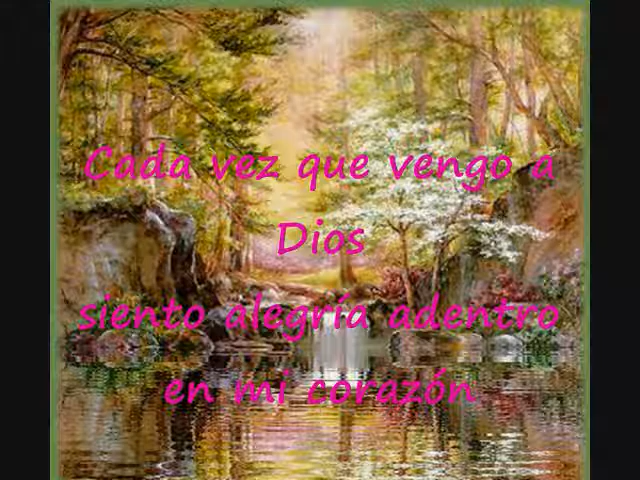 Cada vez que vengo a
Dios
siento alegría adentro
en mi corazón